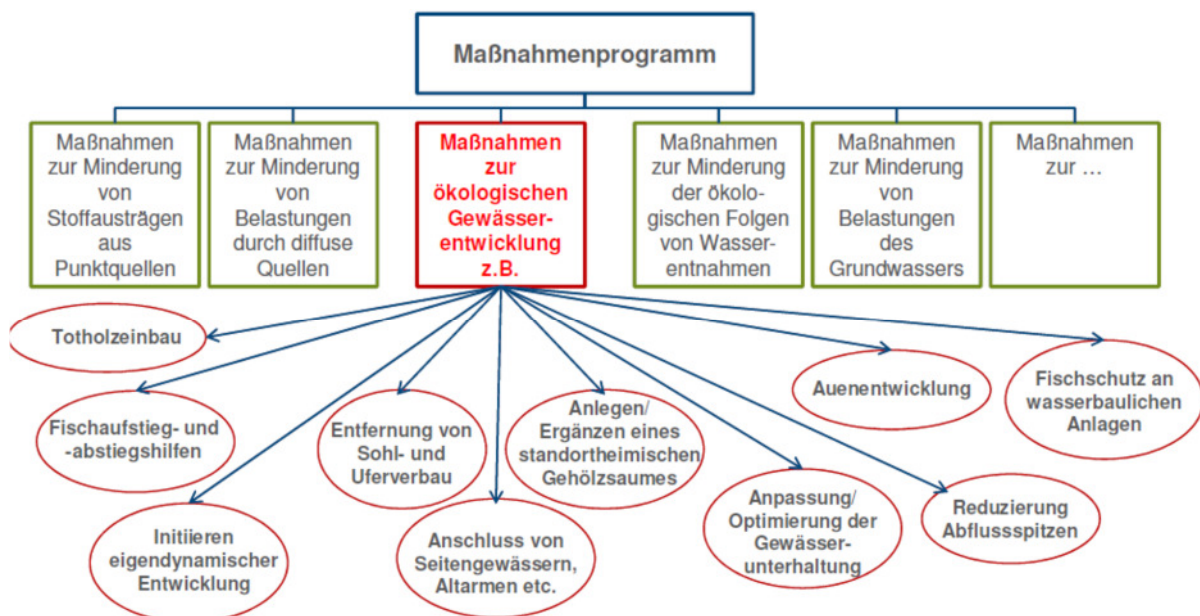 Maßnahmenprogramm
Maßnahmen
zur Minderung
von
Stoffausträgen
aus
Punktquellen
Maßnahmen
zur Minderung
von
Belastungen
durch diffuse
Quellen
Maßnahmen
zur
ökologischen
Gewässer-
entwicklung
z.B.
Maßnahmen
zur Minderung
der ökolo-
gischen Folgen
von Wasser-
entnahmen
Maßnahmen
zur Minderung
von
Belastungen
des
Grundwassers
Maßnahmen
zur ...
Totholzeinbau
Fischaufstieg- und
-abstiegshilfen
Initiieren
eigendynamischer
Entwicklung
Entfernung von
Sohl- und
Uferverbau
Anschluss von
Seitengewässern,
Altarmen etc.
Anlegen/
Ergänzen eines
standortheimischen
Gehölzsaumes
Anpassung/
Optimierung der
Gewässer-
unterhaltung
Auenentwicklung
Reduzierung
Abflussspitzen
Fischschutz an
wasserbaulichen
Anlagen